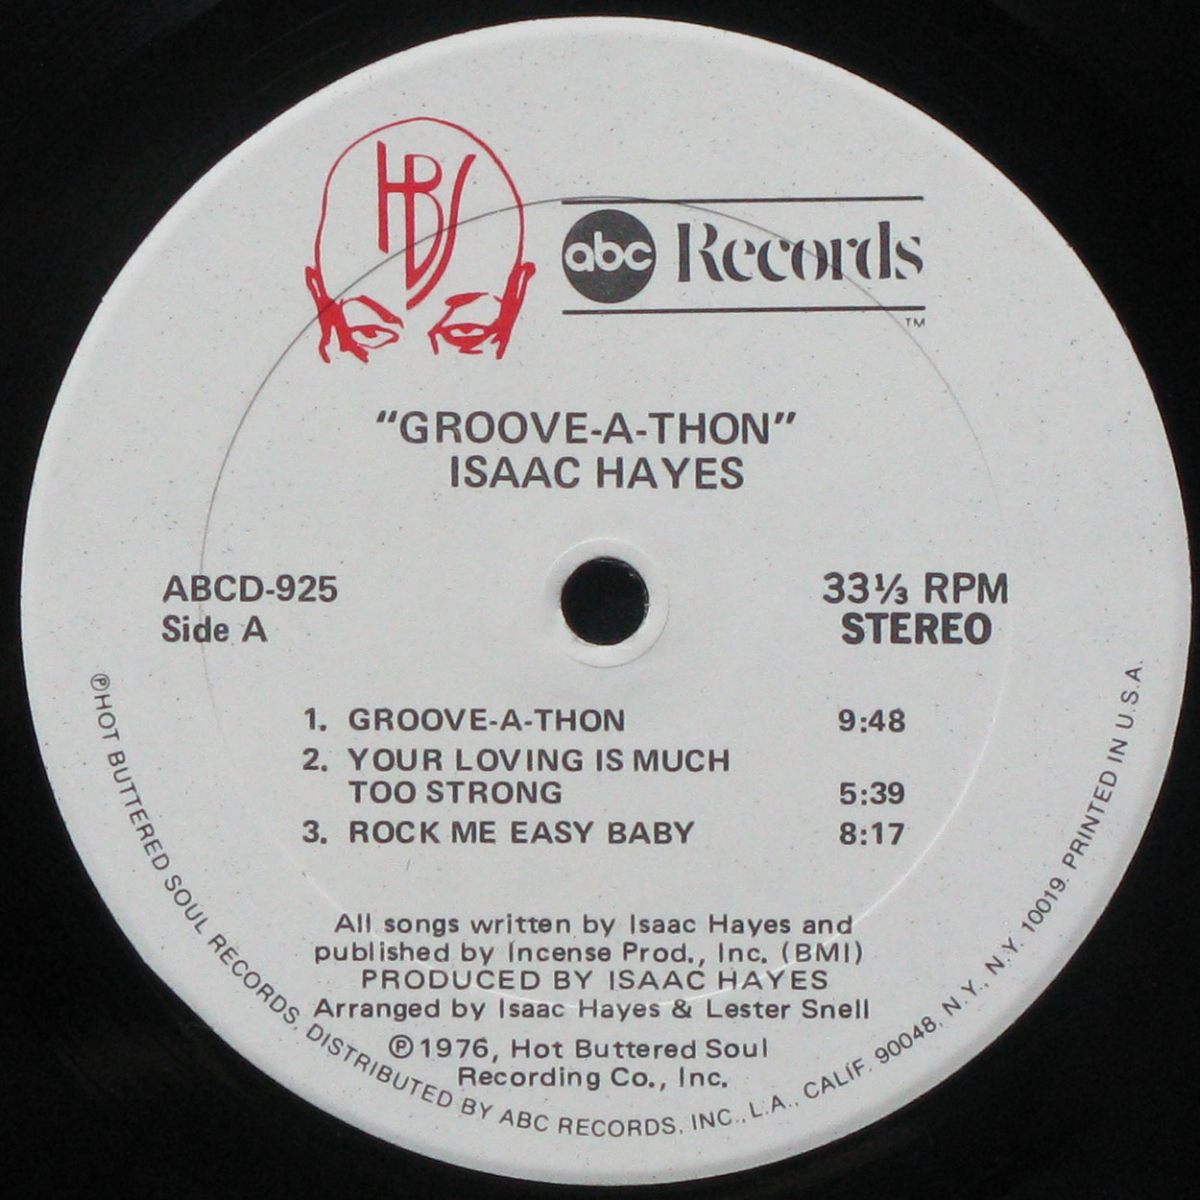 HBS
abc Records
TM
"GROOVE-A-THON"
ISAAC HAYES
ABCD-925
Side A
33⅓ RPM
STEREO
1. GROOVE-A-THON 9:48
2. YOUR LOVING IS MUCH
TOO STRONG 5:39
3. ROCK ME EASY BABY 8:17
All songs written by Isaac Hayes and
published by Incense Prod., Inc. (BMI)
PRODUCED BY ISAAC HAYES
Arranged by Isaac Hayes & Lester Snell
℗1976, Hot Buttered Soul
Recording Co., Inc.
℗HOT BUTTERED SOUL RECORDS, DISTRIBUTED BY ABC RECORDS, INC., L.A., CALIF. 90048, N.Y., N.Y. 10019. PRINTED IN U.S.A.